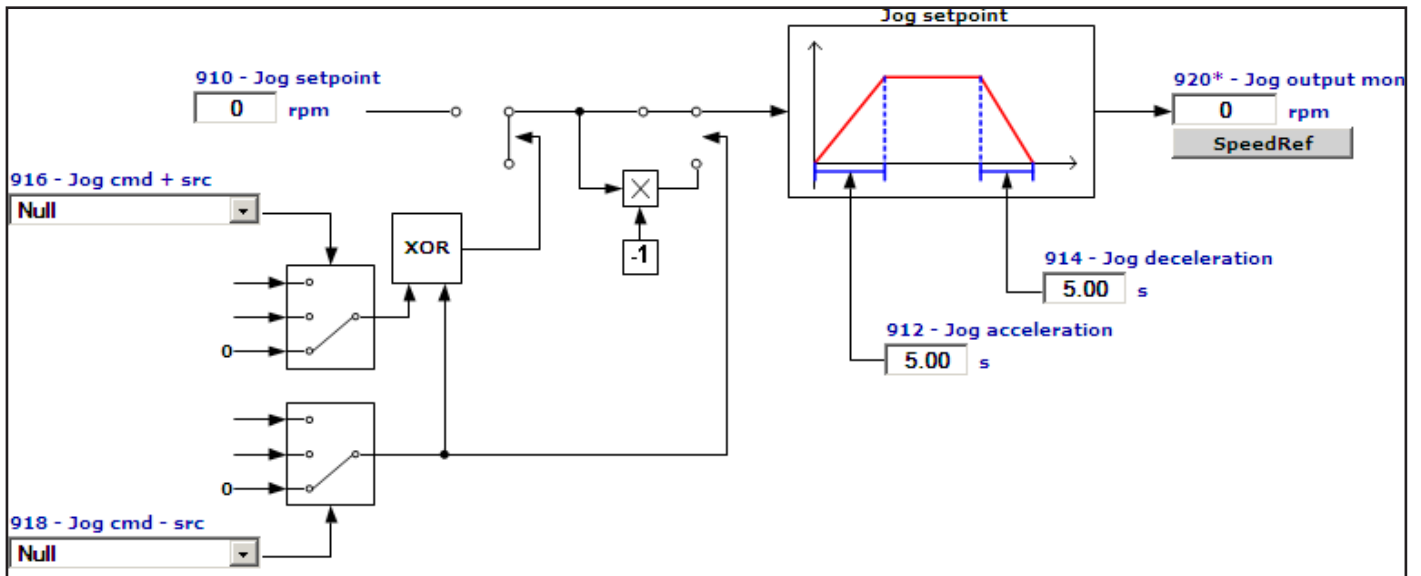 Jog setpoint
910 - Jog setpoint
0 rpm
920* - Jog output mon
0 rpm
SpeedRef
916 - Jog cmd + src
Null
XOR
-1
0
914 - Jog deceleration
5.00 s
912 - Jog acceleration
5.00 s
0
918 - Jog cmd - src
Null